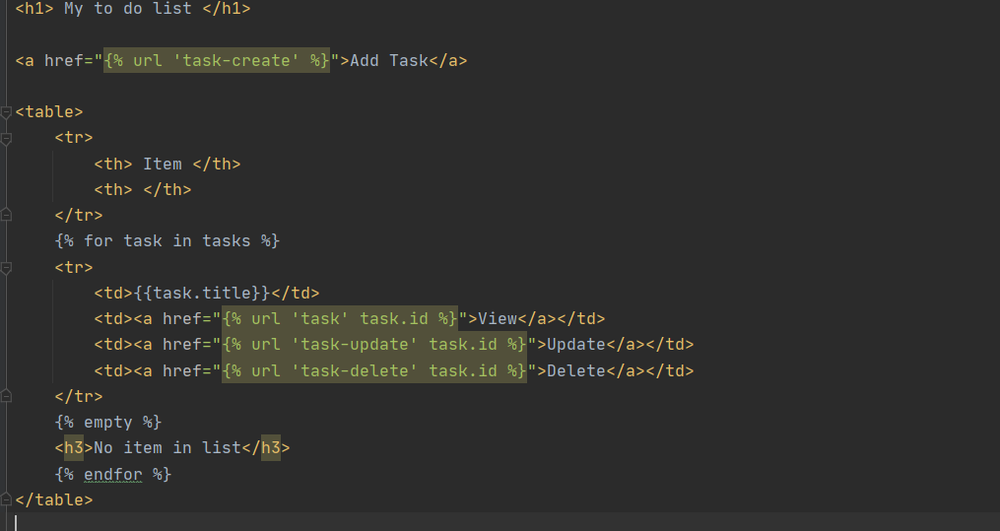 <h1> My to do list </h1>
<a href="{% url 'task-create' %}">Add Task</a>
<table>
    <tr>
        <th> Item </th>
        <th> </th>
    </tr>
    {% for task in tasks %}
    <tr>
        <td>{{task.title}}</td>
        <td><a href="{% url 'task' task.id %}">View</a></td>
        <td><a href="{% url 'task-update' task.id %}">Update</a></td>
        <td><a href="{% url 'task-delete' task.id %}">Delete</a></td>
    </tr>
    {% empty %}
    <h3>No item in list</h3>
    {% endfor %}
</table>